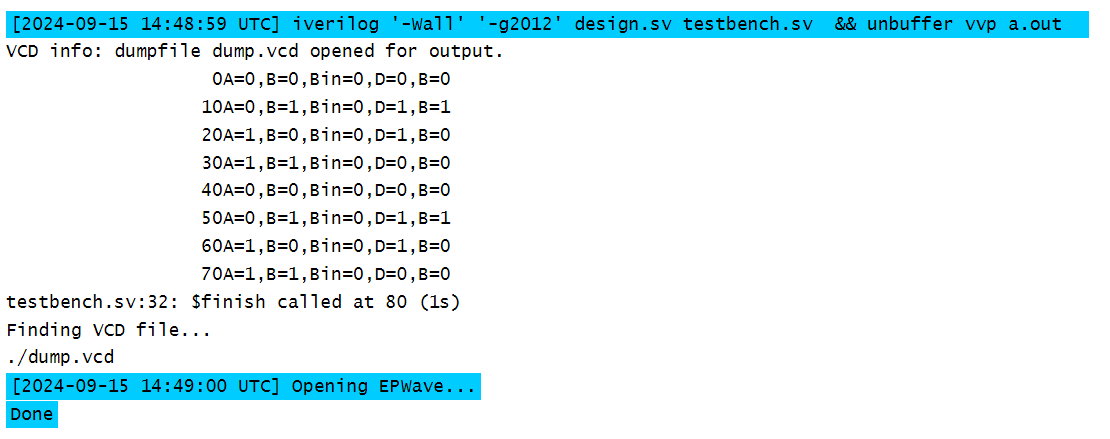 [2024-09-15 14:48:59 UTC] iverilog '-Wall' '-g2012' design.sv testbench.sv  && unbuffer vvp a.out
VCD info: dumpfile dump.vcd opened for output.
                   0A=0,B=0,Bin=0,D=0,B=0
                  10A=0,B=1,Bin=0,D=1,B=1
                  20A=1,B=0,Bin=0,D=1,B=0
                  30A=1,B=1,Bin=0,D=0,B=0
                  40A=0,B=0,Bin=0,D=0,B=0
                  50A=0,B=1,Bin=0,D=1,B=1
                  60A=1,B=0,Bin=0,D=1,B=0
                  70A=1,B=1,Bin=0,D=0,B=0
testbench.sv:32: $finish called at 80 (1s)
Finding VCD file...
./dump.vcd
[2024-09-15 14:49:00 UTC] Opening EPWave...
Done